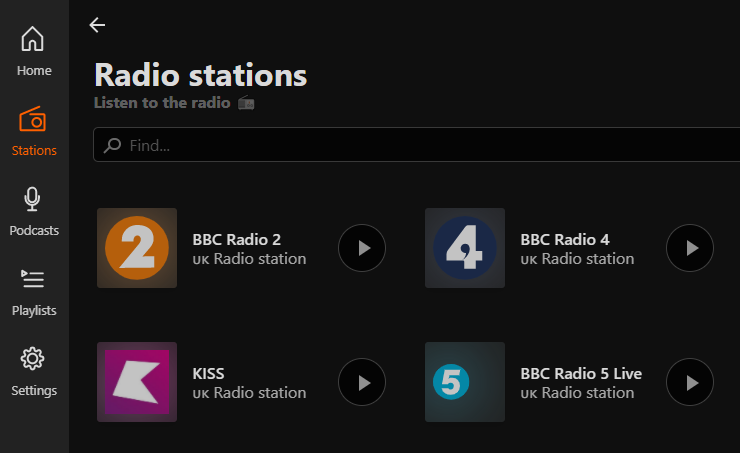 Home
Stations
Podcasts
Playlists
Settings
Radio stations
Listen to the radio 📻
Find...
2
BBC Radio 2
UK Radio station
4
BBC Radio 4
UK Radio station
KISS
UK Radio station
5
BBC Radio 5 Live
UK Radio station